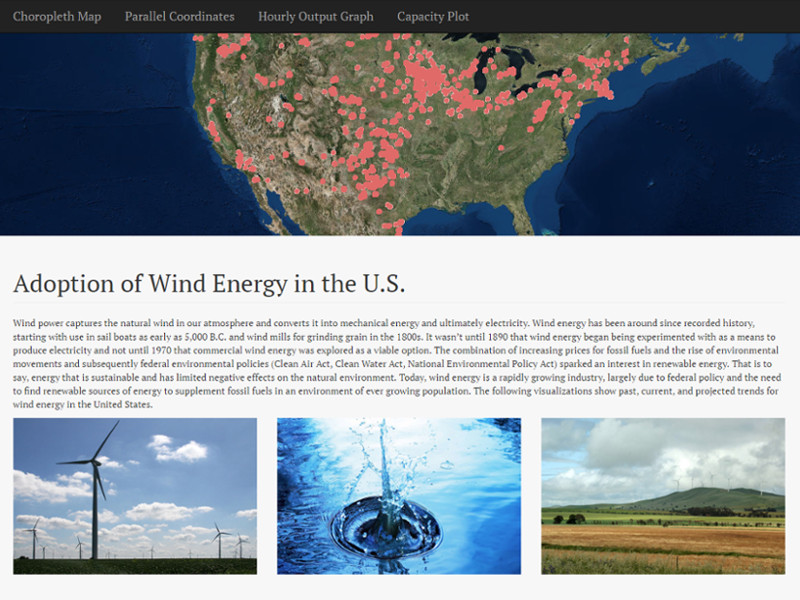 Choropleth Map Parallel Coordinates Hourly Output Graph Capacity Plot
Adoption of Wind Energy in the U.S.
Wind power captures the natural wind in our atmosphere and converts it into mechanical energy and ultimately electricity. Wind energy has been around since recorded history,
starting with use in sail boats as early as 5,000 B.C. and wind mills for grinding grain in the 1800s. It wasn't until 1890 that wind energy began being experimented with as a means to
produce electricity and not until 1970 that commercial wind energy was explored as a viable option. The combination of increasing prices for fossil fuels and the rise of environmental
movements and subsequently federal environmental policies (Clean Air Act, Clean Water Act, National Environmental Policy Act) sparked an interest in renewable energy. That is to
say, energy that is sustainable and has limited negative effects on the natural environment. Today, wind energy is a rapidly growing industry, largely due to federal policy and the need
to find renewable sources of energy to supplement fossil fuels in an environment of ever growing population. The following visualizations show past, current, and projected trends for
wind energy in the United States.